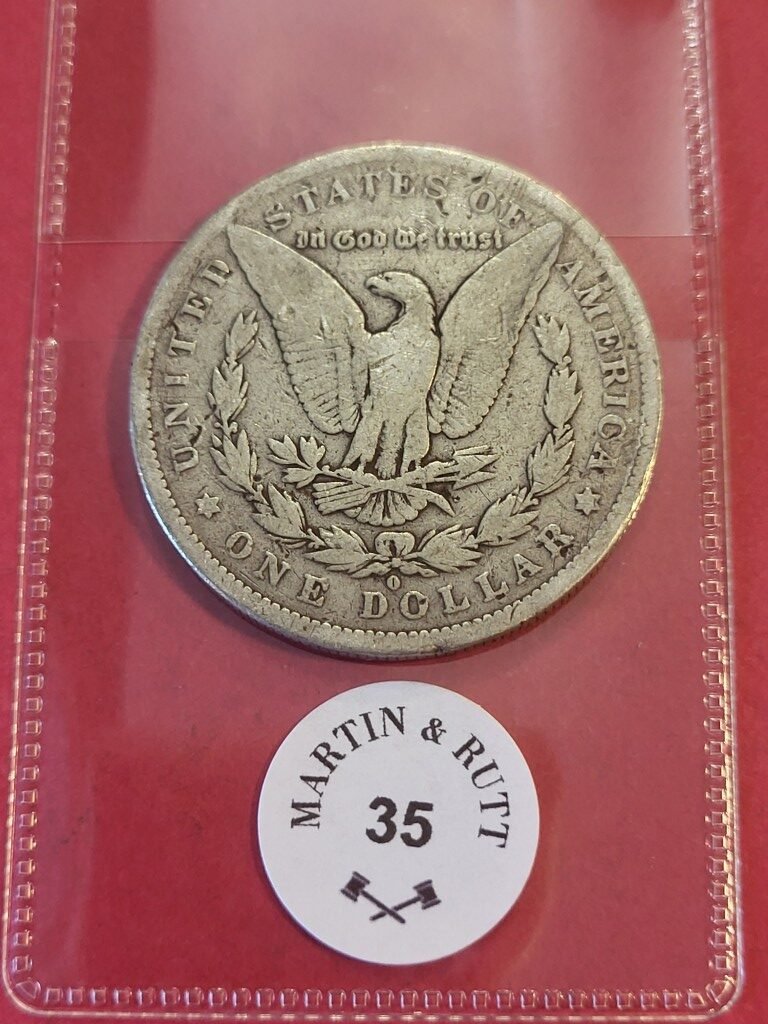 UNITED STATES OF AMERICA
In God we trust
O
ONE DOLLAR
MARTIN & RUTT
35